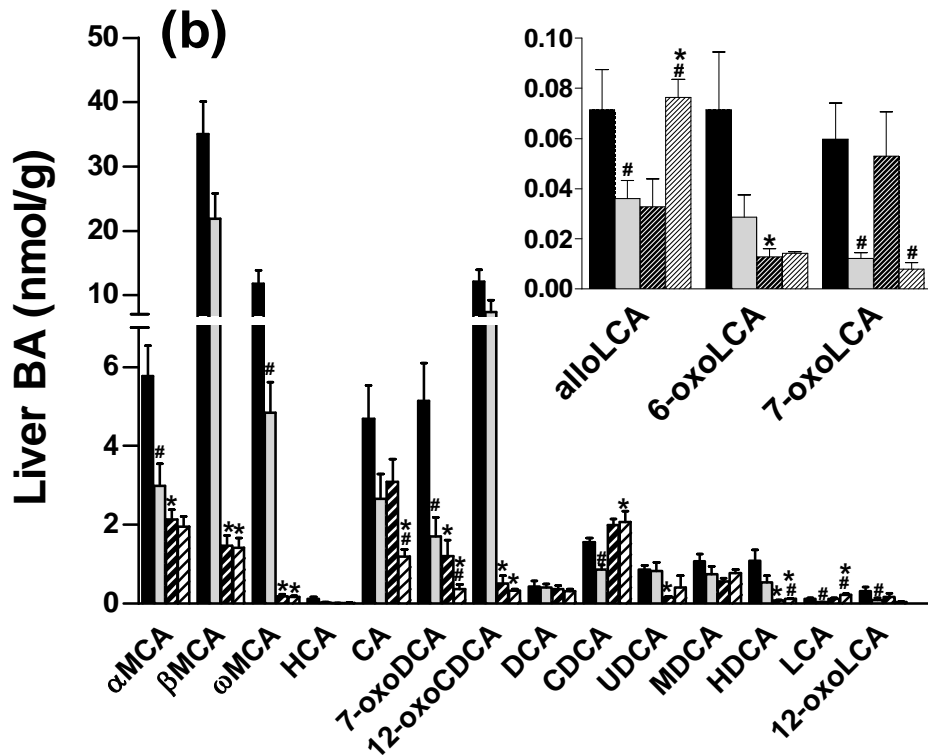 (b)
Liver BA (nmol/g)
50
40
30
20
10
6
4
2
0
# * * * # * * * # # * * # * * # * * * # * # * * # # # * #
αMCA
βMCA
ωMCA
HCA
CA
7-oxoDCA
12-oxoCDCA
DCA
CDCA
UDCA
MDCA
HDCA
LCA
12-oxoLCA
0.10
0.08
0.06
0.04
0.02
0.00
# * # * # #
alloLCA
6-oxoLCA
7-oxoLCA